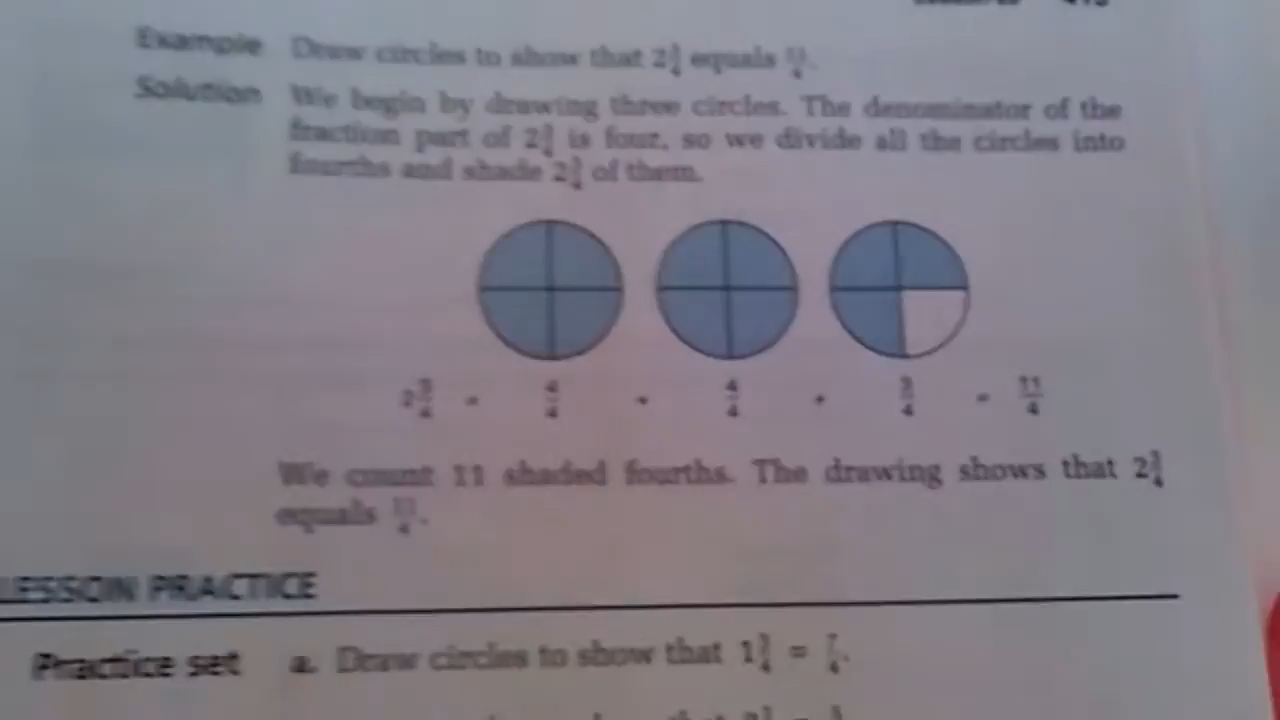 Example Draw circles to show that 2¾ equals 11/4.
Solution We begin by drawing three circles. The denominator of the
fraction part of 2¾ is four, so we divide all the circles into
fourths and shade 2¾ of them.
2¾ = 4/4 + 4/4 + 3/4 = 11/4
We count 11 shaded fourths. The drawing shows that 2¾
equals 11/4.
LESSON PRACTICE
Practice set a. Draw circles to show that 1¾ = 7/4.